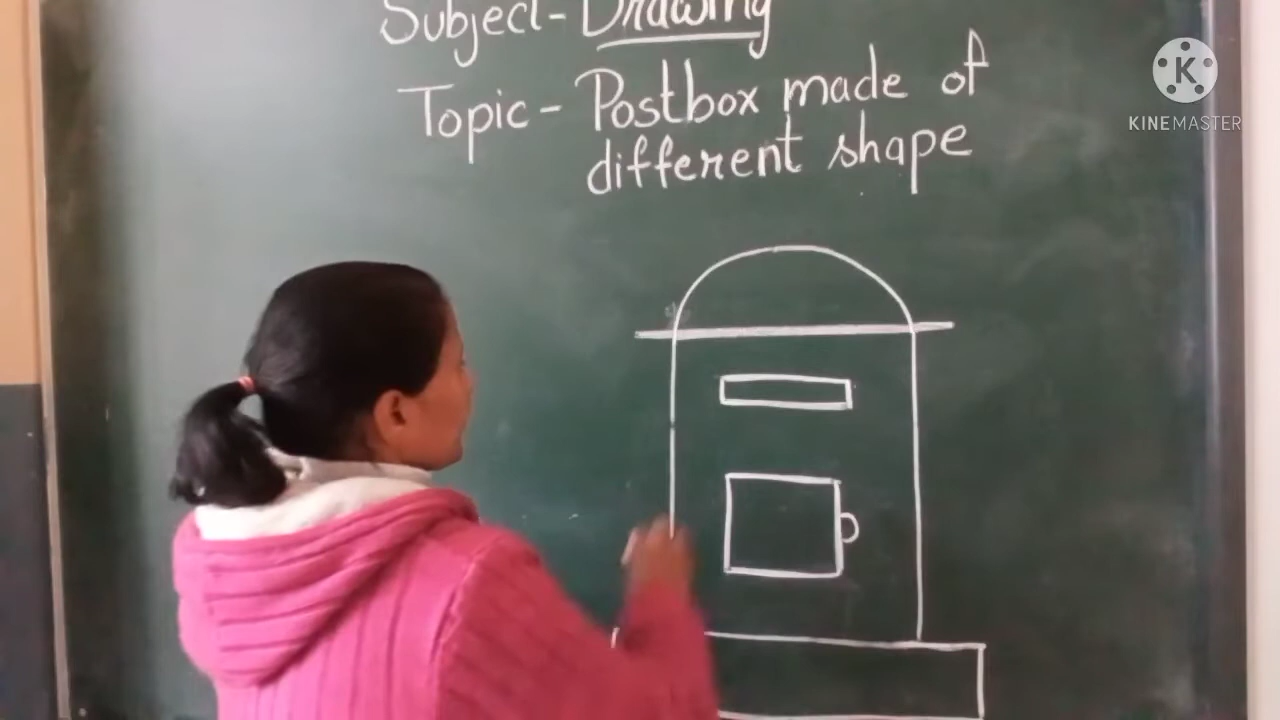 Subject - Drawing
Topic - Postbox made of
different shape
K
KINEMASTER